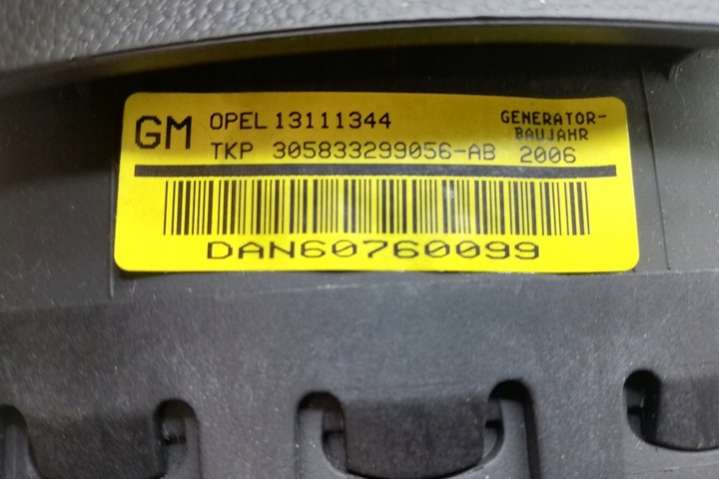 GM OPEL 13111344 GENERATOR-
BAUJAHR
TKP 305833299056-AB 2006
DAN60760099